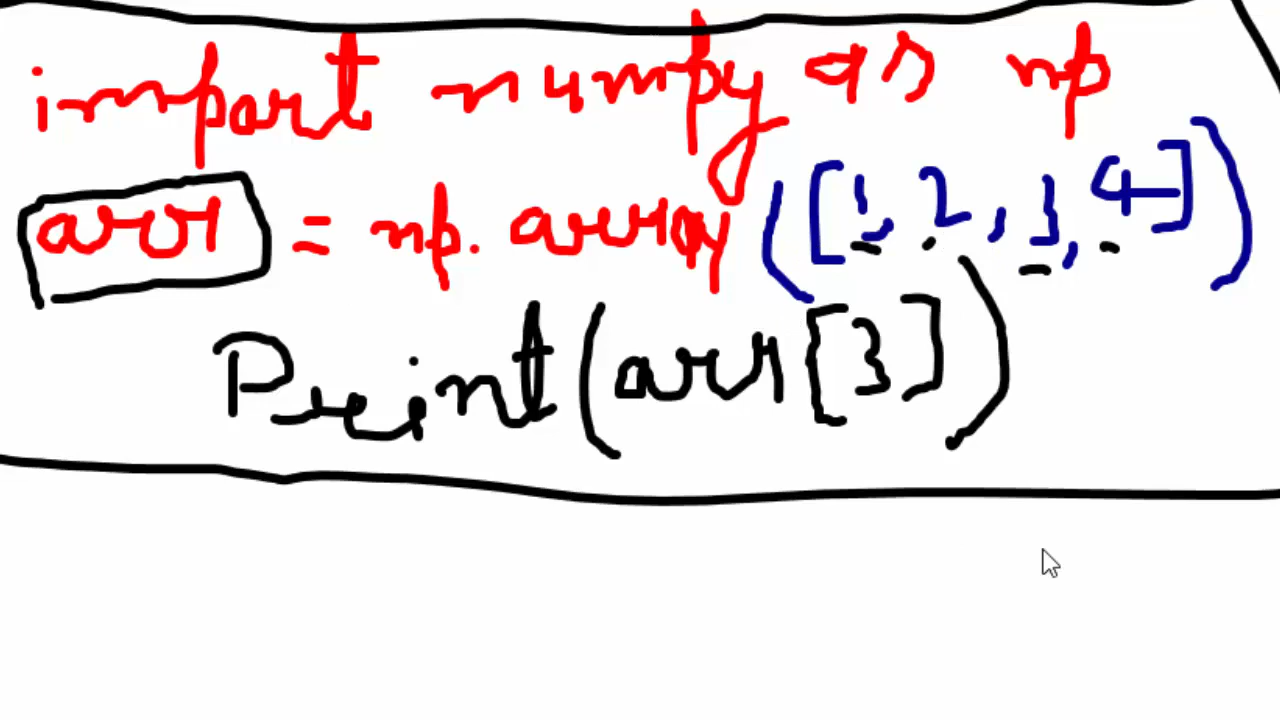 import numpy as np
arr = np.array([1,2,3,4])
Print(arr[3])